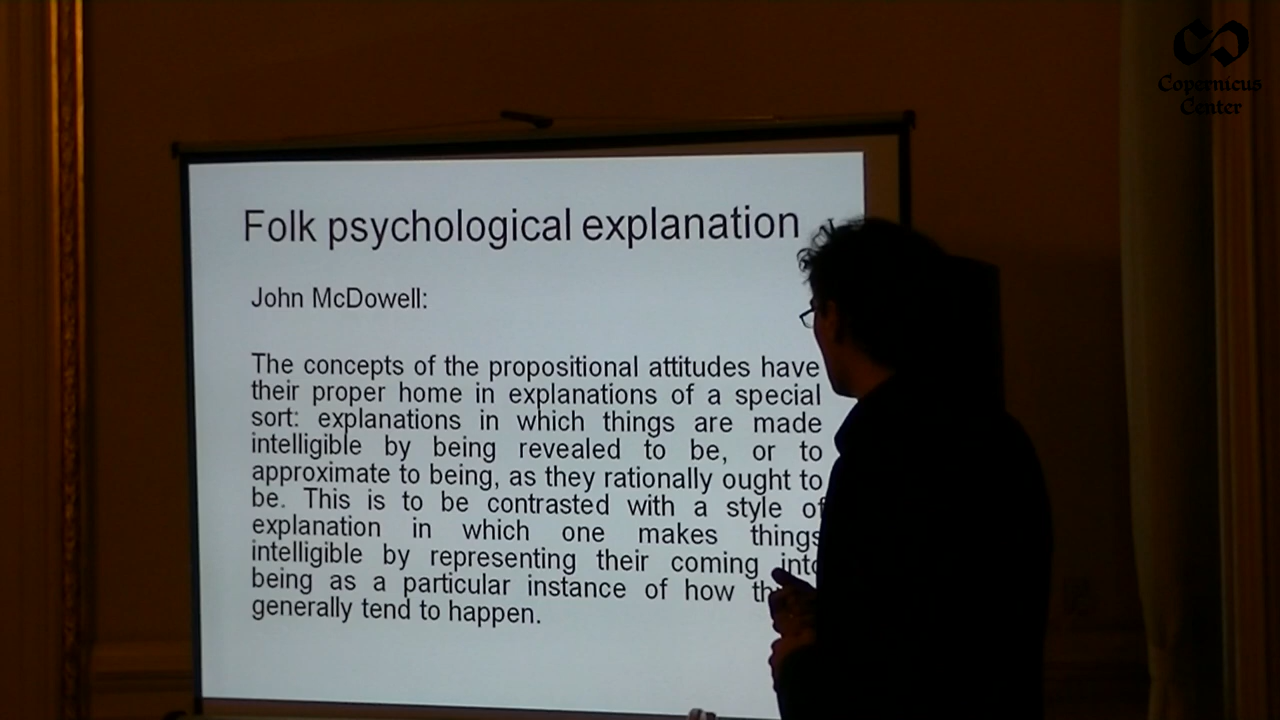 Copernicus
Center
Folk psychological explanation
John McDowell:
The concepts of the propositional attitudes have
their proper home in explanations of a special
sort: explanations in which things are made
intelligible by being revealed to be, or to
approximate to being, as they rationally ought to
be. This is to be contrasted with a style of
explanation in which one makes things
intelligible by representing their coming into
being as a particular instance of how
generally tend to happen.